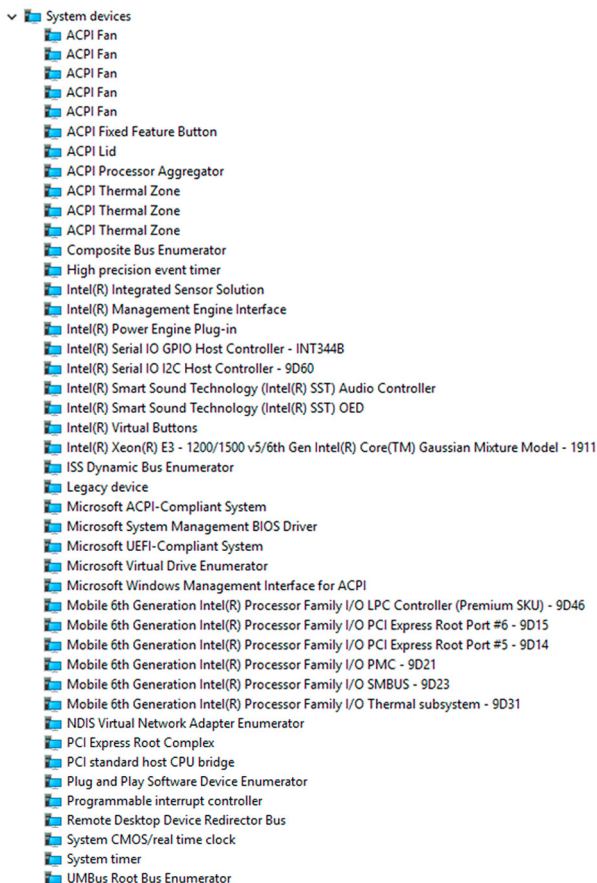 System devices
ACPI Fan
ACPI Fan
ACPI Fan
ACPI Fan
ACPI Fan
ACPI Fixed Feature Button
ACPI Lid
ACPI Processor Aggregator
ACPI Thermal Zone
ACPI Thermal Zone
ACPI Thermal Zone
Composite Bus Enumerator
High precision event timer
Intel(R) Integrated Sensor Solution
Intel(R) Management Engine Interface
Intel(R) Power Engine Plug-in
Intel(R) Serial IO GPIO Host Controller - INT344B
Intel(R) Serial IO I2C Host Controller - 9D60
Intel(R) Smart Sound Technology (Intel(R) SST) Audio Controller
Intel(R) Smart Sound Technology (Intel(R) SST) OED
Intel(R) Virtual Buttons
Intel(R) Xeon(R) E3 - 1200/1500 v5/6th Gen Intel(R) Core(TM) Gaussian Mixture Model - 1911
ISS Dynamic Bus Enumerator
Legacy device
Microsoft ACPI-Compliant System
Microsoft System Management BIOS Driver
Microsoft UEFI-Compliant System
Microsoft Virtual Drive Enumerator
Microsoft Windows Management Interface for ACPI
Mobile 6th Generation Intel(R) Processor Family I/O LPC Controller (Premium SKU) - 9D46
Mobile 6th Generation Intel(R) Processor Family I/O PCI Express Root Port #6 - 9D15
Mobile 6th Generation Intel(R) Processor Family I/O PCI Express Root Port #5 - 9D14
Mobile 6th Generation Intel(R) Processor Family I/O PMC - 9D21
Mobile 6th Generation Intel(R) Processor Family I/O SMBUS - 9D23
Mobile 6th Generation Intel(R) Processor Family I/O Thermal subsystem - 9D31
NDIS Virtual Network Adapter Enumerator
PCI Express Root Complex
PCI standard host CPU bridge
Plug and Play Software Device Enumerator
Programmable interrupt controller
Remote Desktop Device Redirector Bus
System CMOS/real time clock
System timer
UMBus Root Bus Enumerator